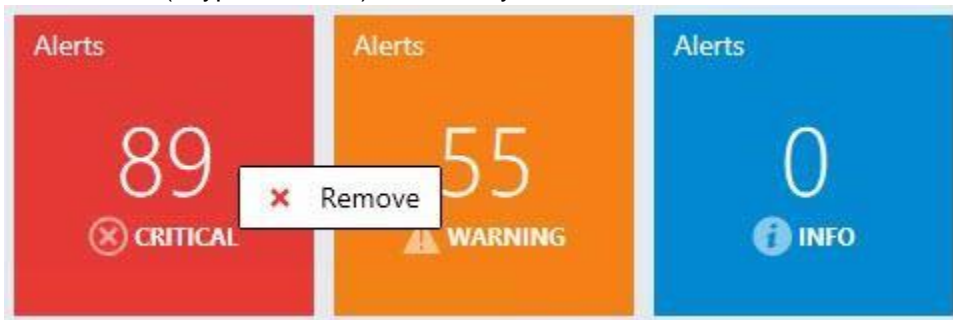 Alerts
Alerts
Alerts
89
55
0
Remove
CRITICAL
WARNING
INFO